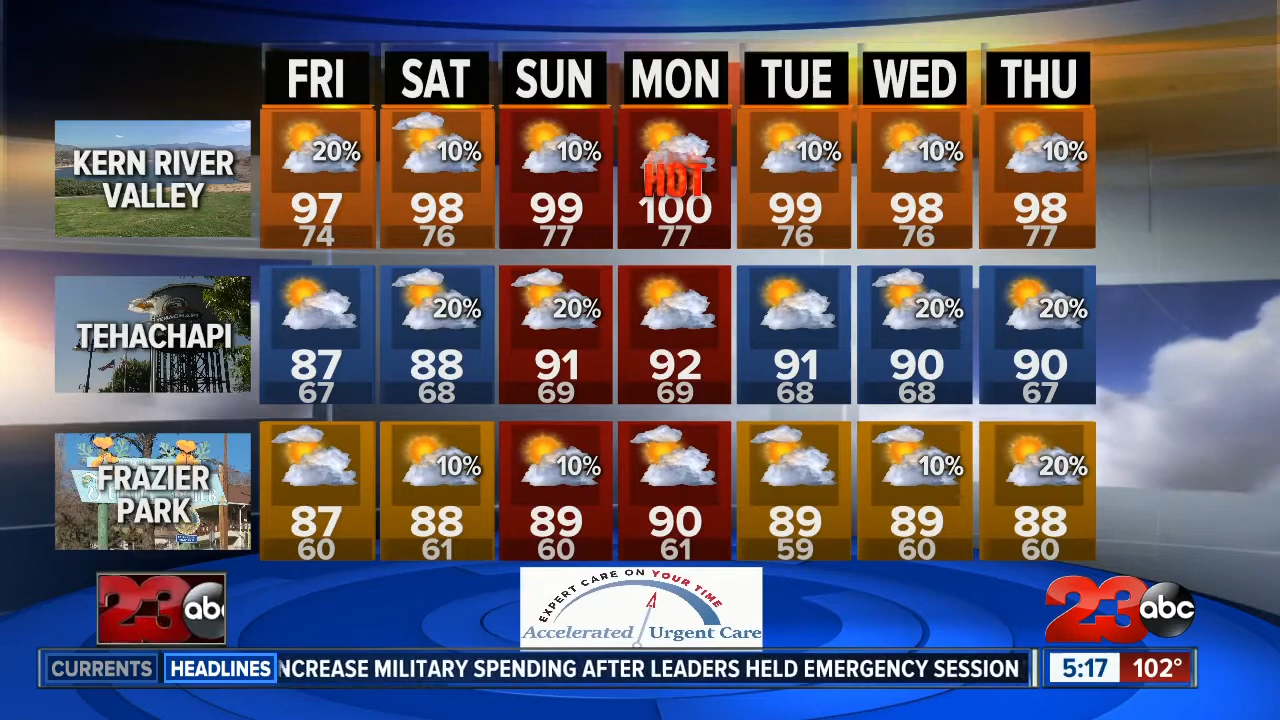 FRI SAT SUN MON TUE WED THU
KERN RIVER
VALLEY
20% 10% 10% 10% 10% 10%
HOT
97 98 99 100 99 98 98
74 76 77 77 76 76 77
TEHACHAPI
20% 20% 20% 20%
87 88 91 92 91 90 90
67 68 69 69 68 68 67
FRAZIER
PARK
10% 10% 10% 20%
87 88 89 90 89 89 88
60 61 60 61 59 60 60
EXPERT CARE ON YOUR TIME
Accelerated Urgent Care
23 abc
23 abc
CURRENTS HEADLINES NCREASE MILITARY SPENDING AFTER LEADERS HELD EMERGENCY SESSION 5:17 102°